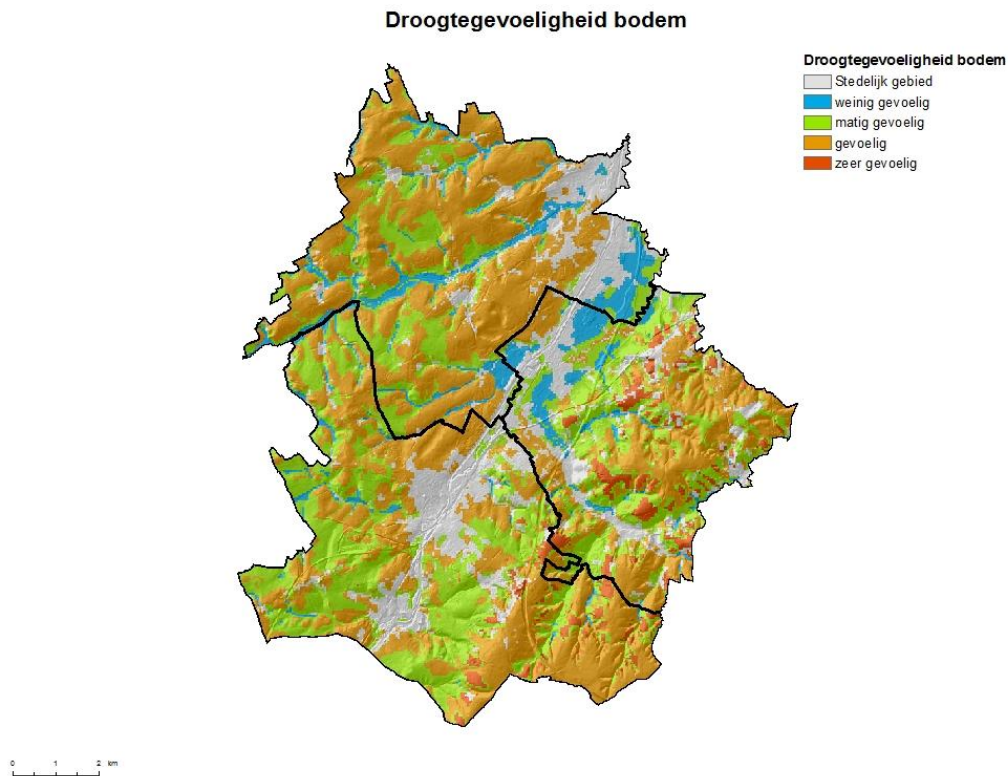 Droogtegevoeligheid bodem
Droogtegevoeligheid bodem
Stedelijk gebied
weinig gevoelig
matig gevoelig
gevoelig
zeer gevoelig
0 1 2 km